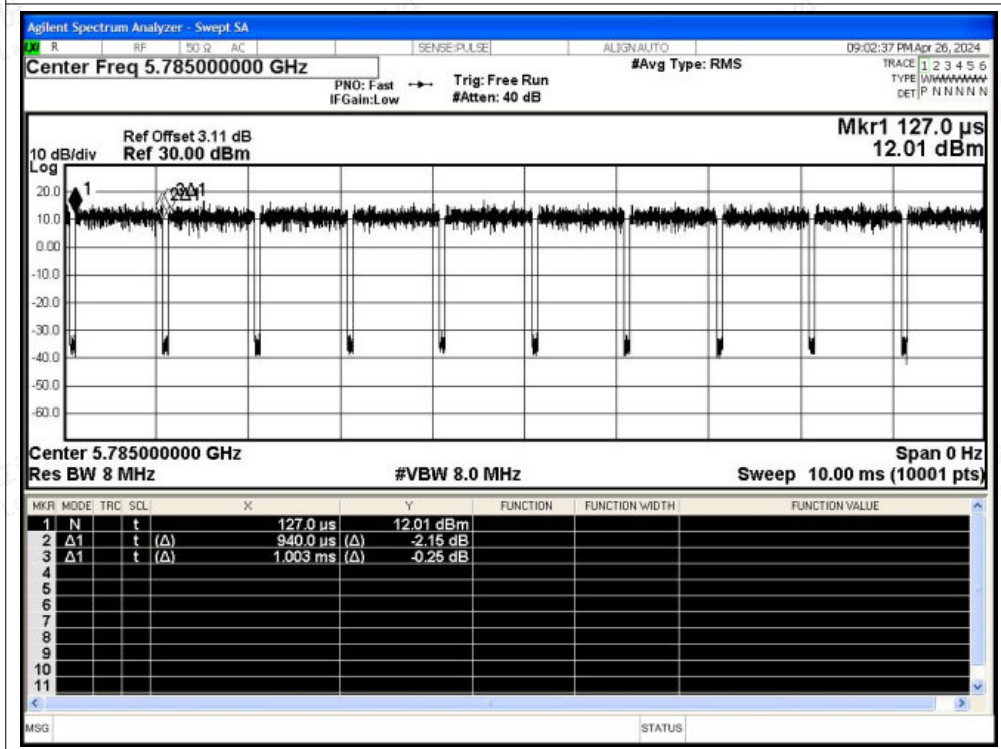 Agilent Spectrum Analyzer - Swept SA
LXI R RF 50 Ω AC SENSE:PULSE ALIGNAUTO 09:02:37 PM Apr 26, 2024
Center Freq 5.785000000 GHz #Avg Type: RMS TRACE 1 2 3 4 5 6
PNO: Fast Trig: Free Run TYPE WWWWWW
IFGain:Low #Atten: 40 dB DET P N N N N N
Mkr1 127.0 µs
Ref Offset 3.11 dB
10 dB/div Ref 30.00 dBm 12.01 dBm
Log
20.0 1 2Δ1 3Δ1
10.0
0.00
-10.0
-20.0
-30.0
-40.0
-50.0
-60.0
Center 5.785000000 GHz Span 0 Hz
Res BW 8 MHz #VBW 8.0 MHz Sweep 10.00 ms (10001 pts)
MKR MODE TRC SCL X Y FUNCTION FUNCTION WIDTH FUNCTION VALUE
1 N t 127.0 µs 12.01 dBm
2 Δ1 t (Δ) 940.0 µs (Δ) -2.15 dB
3 Δ1 t (Δ) 1.003 ms (Δ) -0.25 dB
4
5
6
7
8
9
10
11
MSG STATUS